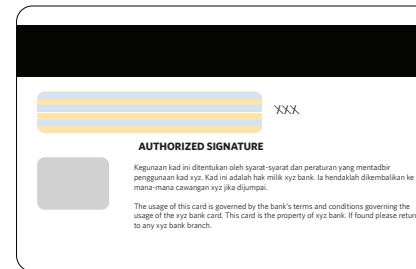 XXX
AUTHORIZED SIGNATURE
Kegunaan kad ini ditentukan oleh syarat-syarat dan peraturan yang mentadbir
penggunaan kad xyz. Kad ini adalah hak milik xyz bank. Ia hendaklah dikembalikan ke
mana-mana cawangan xyz jika dijumpai.
The usage of this card is governed by the bank's terms and conditions governing the
usage of the xyz bank card. This card is the property of xyz bank. If found please return
to any xyz bank branch.